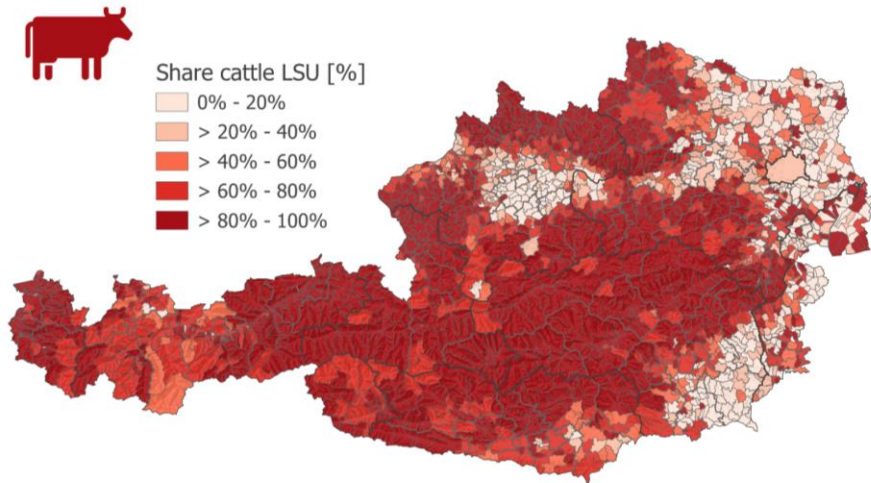 Share cattle LSU [%]
0% - 20%
> 20% - 40%
> 40% - 60%
> 60% - 80%
> 80% - 100%